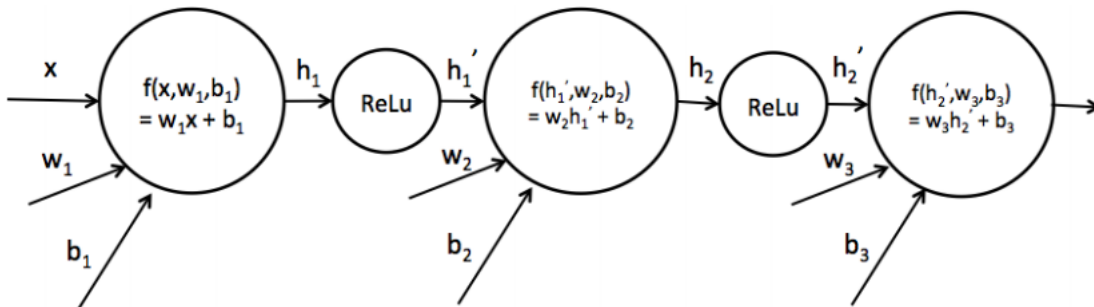 x
w₁
b₁
f(x,w₁,b₁)
= w₁x + b₁
h₁
ReLu
h₁′
w₂
b₂
f(h₁′,w₂,b₂)
= w₂h₁′ + b₂
h₂
ReLu
h₂′
w₃
b₃
f(h₂′,w₃,b₃)
= w₃h₂′ + b₃